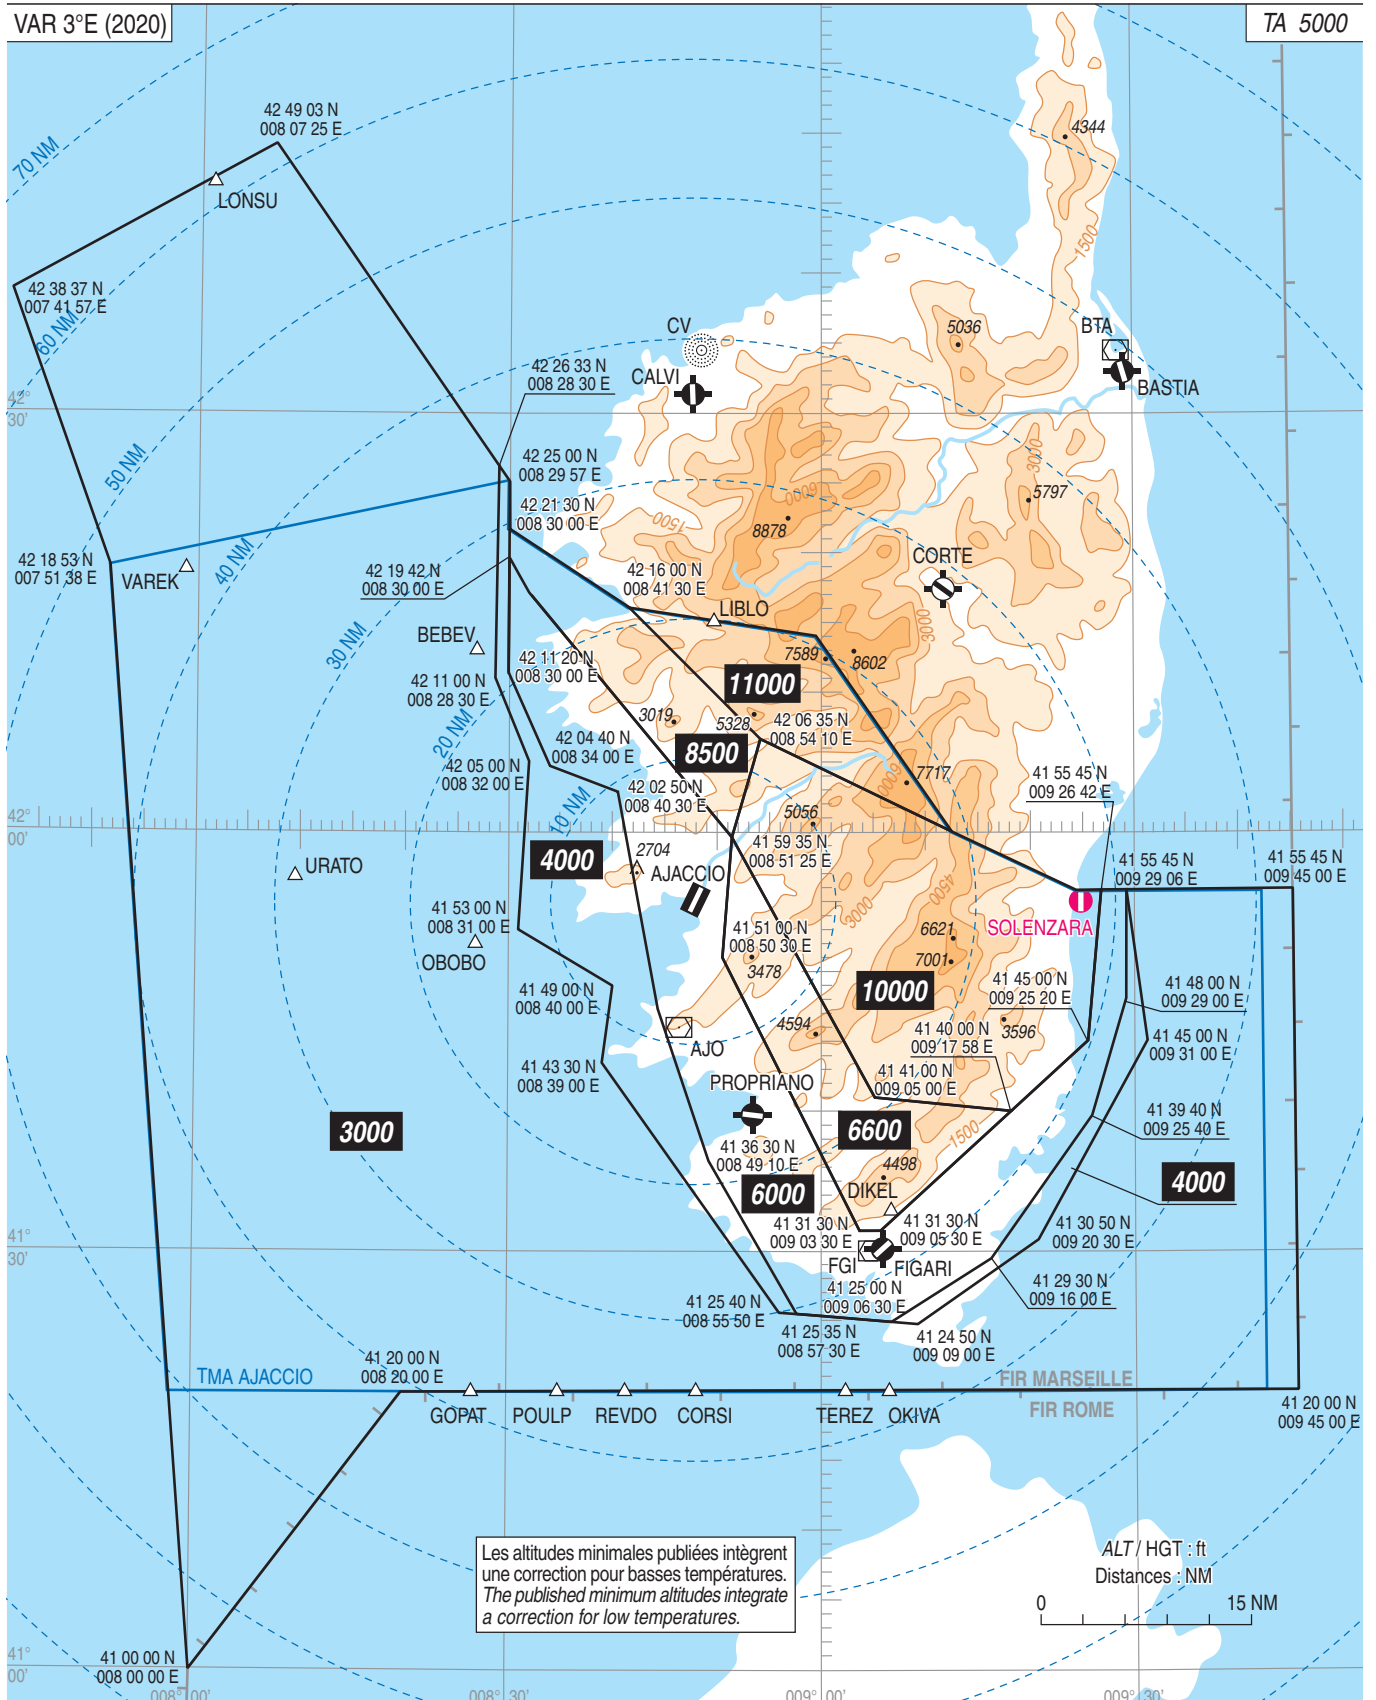 VAR 3°E (2020)
TA 5000
42 49 03 N
008 07 25 E
70 NM
4344
LONSU
1500
42 38 37 N
007 41 57 E
60 NM
CV
5036
BTA
CALVI
BASTIA
42 26 33 N
008 28 30 E
42°
30'
50 NM
42 25 00 N
008 29 57 E
3000
5797
6000
42 21 30 N
008 30 00 E
1500
8878
40 NM
42 18 53 N
007 51 38 E
VAREK
42 19 42 N
008 30 00 E
42 16 00 N
008 41 30 E
CORTE
LIBLO
3000
30 NM
BEBEV
7589
8602
42 11 20 N
008 30 00 E
42 11 00 N
008 28 30 E
11000
3019
5328
42 06 35 N
008 54 10 E
20 NM
42 04 40 N
008 34 00 E
8500
42 05 00 N
008 32 00 E
42 02 50 N
008 40 30 E
6000
7717
41 55 45 N
009 26 42 E
10 NM
5056
42°
00'
4000
2704
41 59 35 N
008 51 25 E
URATO
AJACCIO
41 55 45 N
009 29 06 E
41 55 45 N
009 45 00 E
4500
3000
SOLENZARA
41 53 00 N
008 31 00 E
OBOBO
41 51 00 N
008 50 30 E
3478
6621
7001
41 49 00 N
008 40 00 E
10000
41 45 00 N
009 25 20 E
41 48 00 N
009 29 00 E
4594
3596
AJO
41 40 00 N
009 17 58 E
41 45 00 N
009 31 00 E
41 43 30 N
008 39 00 E
PROPRIANO
41 41 00 N
009 05 00 E
3000
6600
1500
41 39 40 N
009 25 40 E
41 36 30 N
008 49 10 E
4498
6000
DIKEL
4000
41 31 30 N
009 03 30 E
41 31 30 N
009 05 30 E
41 30 50 N
009 20 30 E
41°
30'
FGI
FIGARI
41 25 00 N
009 06 30 E
41 29 30 N
009 16 00 E
41 25 40 N
008 55 50 E
41 25 35 N
008 57 30 E
41 24 50 N
009 09 00 E
41 20 00 N
008 20 00 E
TMA AJACCIO
FIR MARSEILLE
FIR ROME
GOPAT
POULP
REVDO
CORSI
TEREZ
OKIVA
41 20 00 N
009 45 00 E
Les altitudes minimales publiées intègrent
une correction pour basses températures.
The published minimum altitudes integrate
a correction for low temperatures.
ALT / HGT : ft
Distances : NM
0
15 NM
41°
00'
41 00 00 N
008 00 00 E
008° 00'
008° 30'
009° 00'
009° 30'